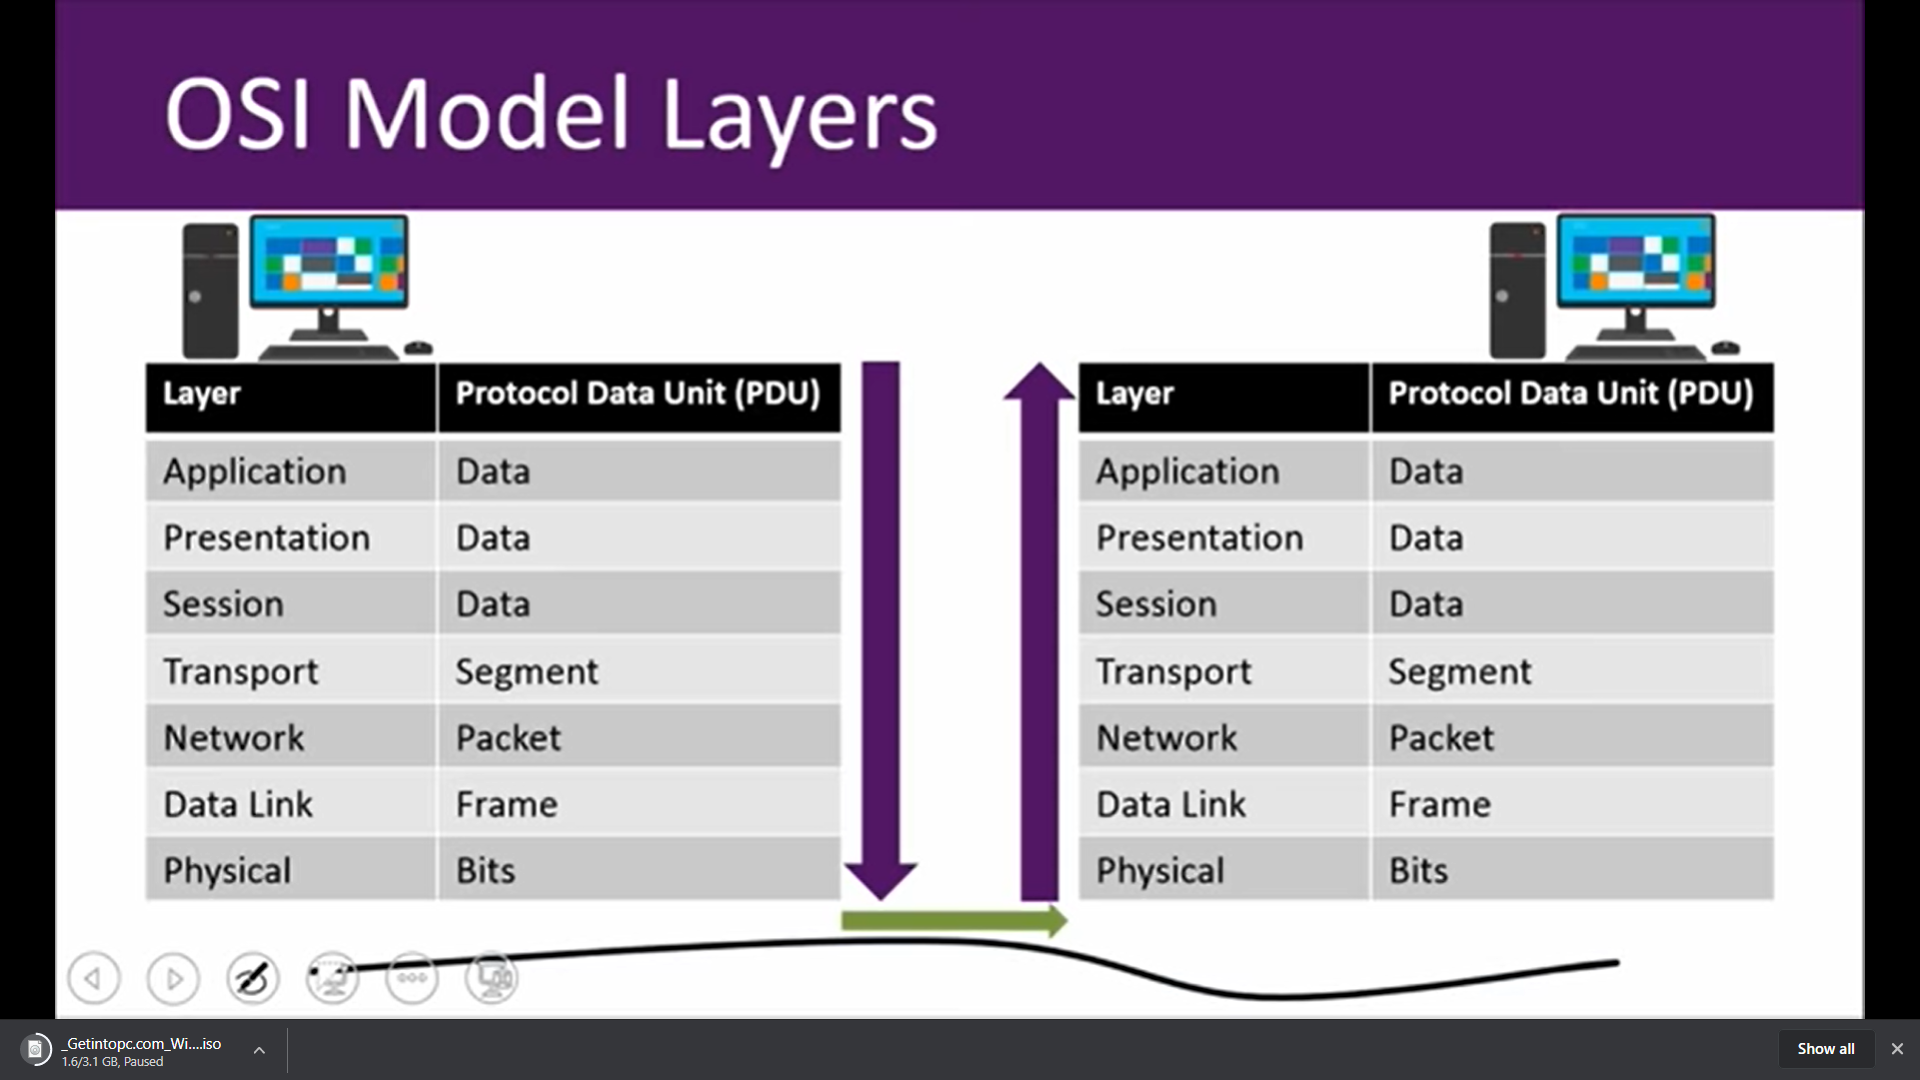 OSI Model Layers
Layer Protocol Data Unit (PDU)
Application Data
Presentation Data
Session Data
Transport Segment
Network Packet
Data Link Frame
Physical Bits
Layer Protocol Data Unit (PDU)
Application Data
Presentation Data
Session Data
Transport Segment
Network Packet
Data Link Frame
Physical Bits
_Getintopc.com_Wi....iso
1.6/3.1 GB, Paused
Show all